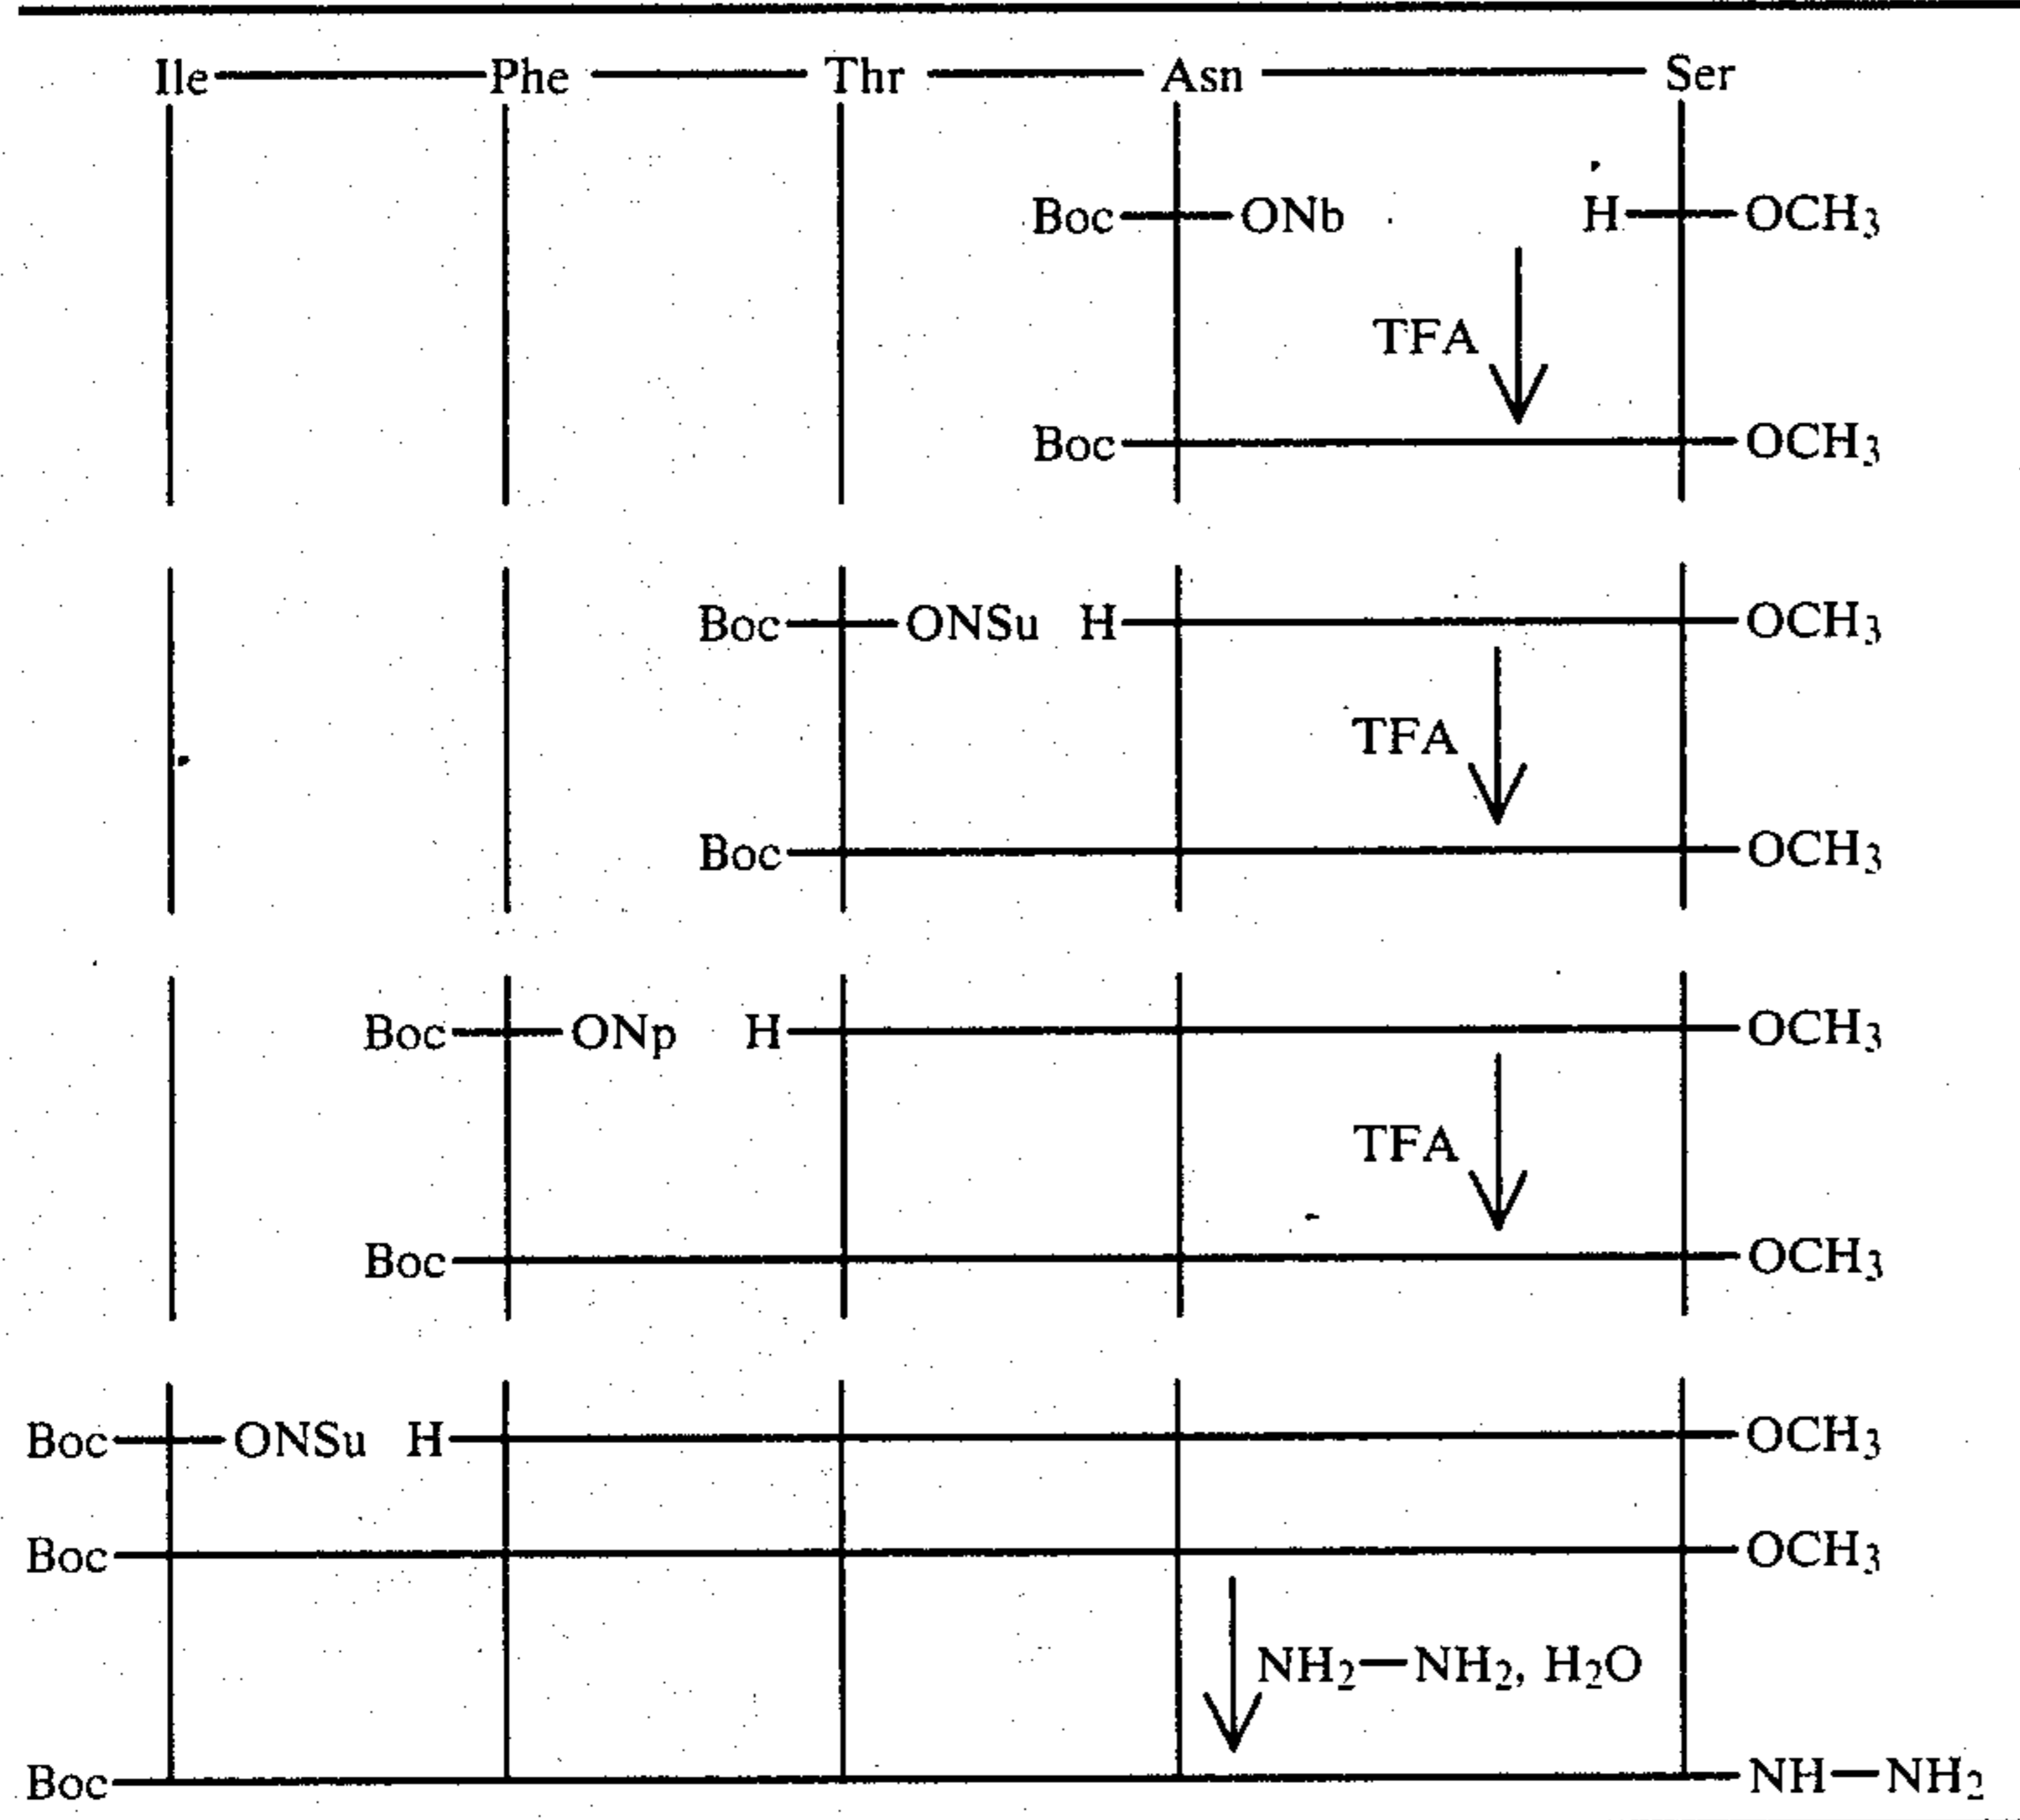 Ile Phe Thr Asn Ser
Boc ONb H OCH3
TFA
Boc OCH3
Boc ONSu H OCH3
TFA
Boc OCH3
Boc ONp H OCH3
TFA
Boc OCH3
Boc ONSu H OCH3
Boc OCH3
NH2—NH2, H2O
Boc NH—NH2